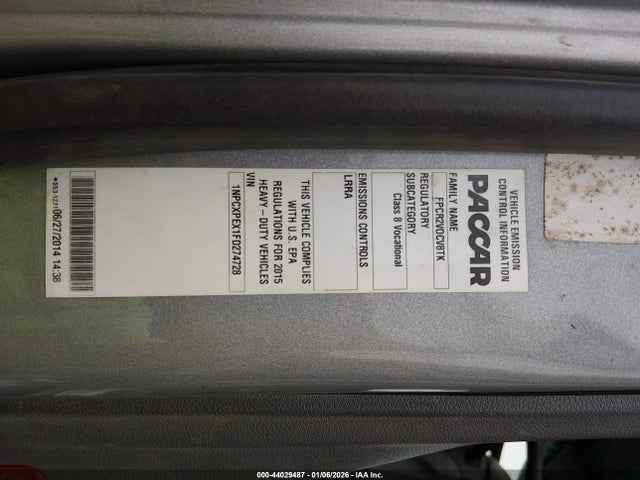 VEHICLE EMISSION
CONTROL INFORMATION
PACCAR
FAMILY NAME
FPCR2VOCV8TK
REGULATORY
SUBCATEGORY
Class 8 Vocational
EMISSIONS CONTROLS
LRRA
THIS VEHICLE COMPLIES
WITH U.S. EPA
REGULATIONS FOR 2015
HEAVY - DUTY VEHICLES
VIN
1NPCXPEX1FD274728
06/27/2014 14:38
000-44029487 - 01/06/2026 - IAA Inc.